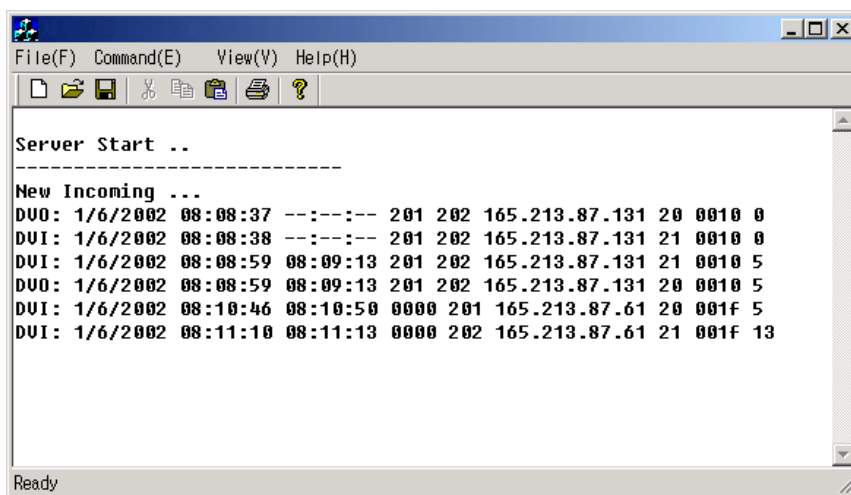 File(F) Command(E) View(V) Help(H)
Server Start ..
----------------------------
New Incoming ...
DVO: 1/6/2002 08:08:37 --:--:-- 201 202 165.213.87.131 20 0010 0
DVI: 1/6/2002 08:08:38 --:--:-- 201 202 165.213.87.131 21 0010 0
DVI: 1/6/2002 08:08:59 08:09:13 201 202 165.213.87.131 21 0010 5
DVO: 1/6/2002 08:08:59 08:09:13 201 202 165.213.87.131 20 0010 5
DVI: 1/6/2002 08:10:46 08:10:50 0000 201 165.213.87.61 20 001f 5
DVI: 1/6/2002 08:11:10 08:11:13 0000 202 165.213.87.61 21 001f 13
Ready